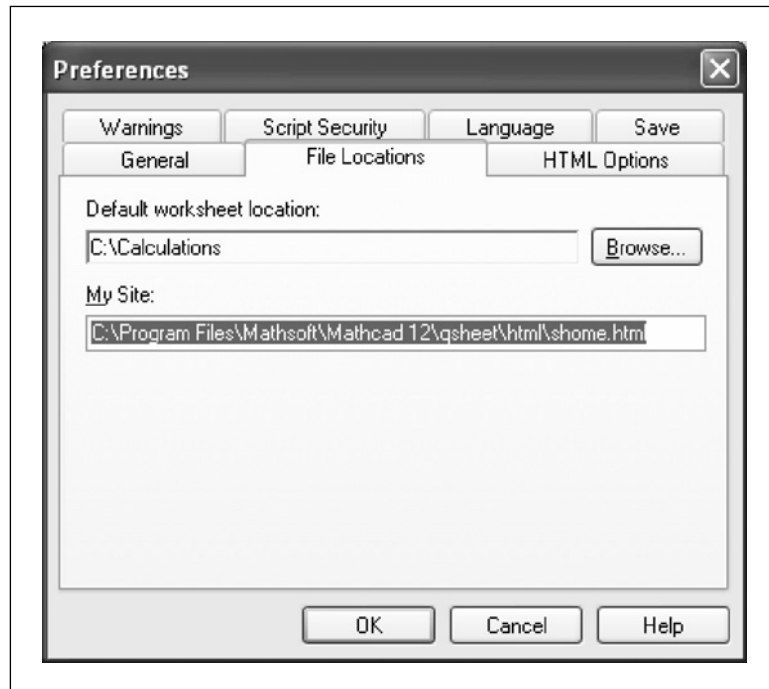 Preferences
Warnings Script Security Language Save
General File Locations HTML Options
Default worksheet location:
C:\Calculations Browse...
My Site:
C:\Program Files\Mathsoft\Mathcad 12\qsheet\html\shome.html
OK Cancel Help